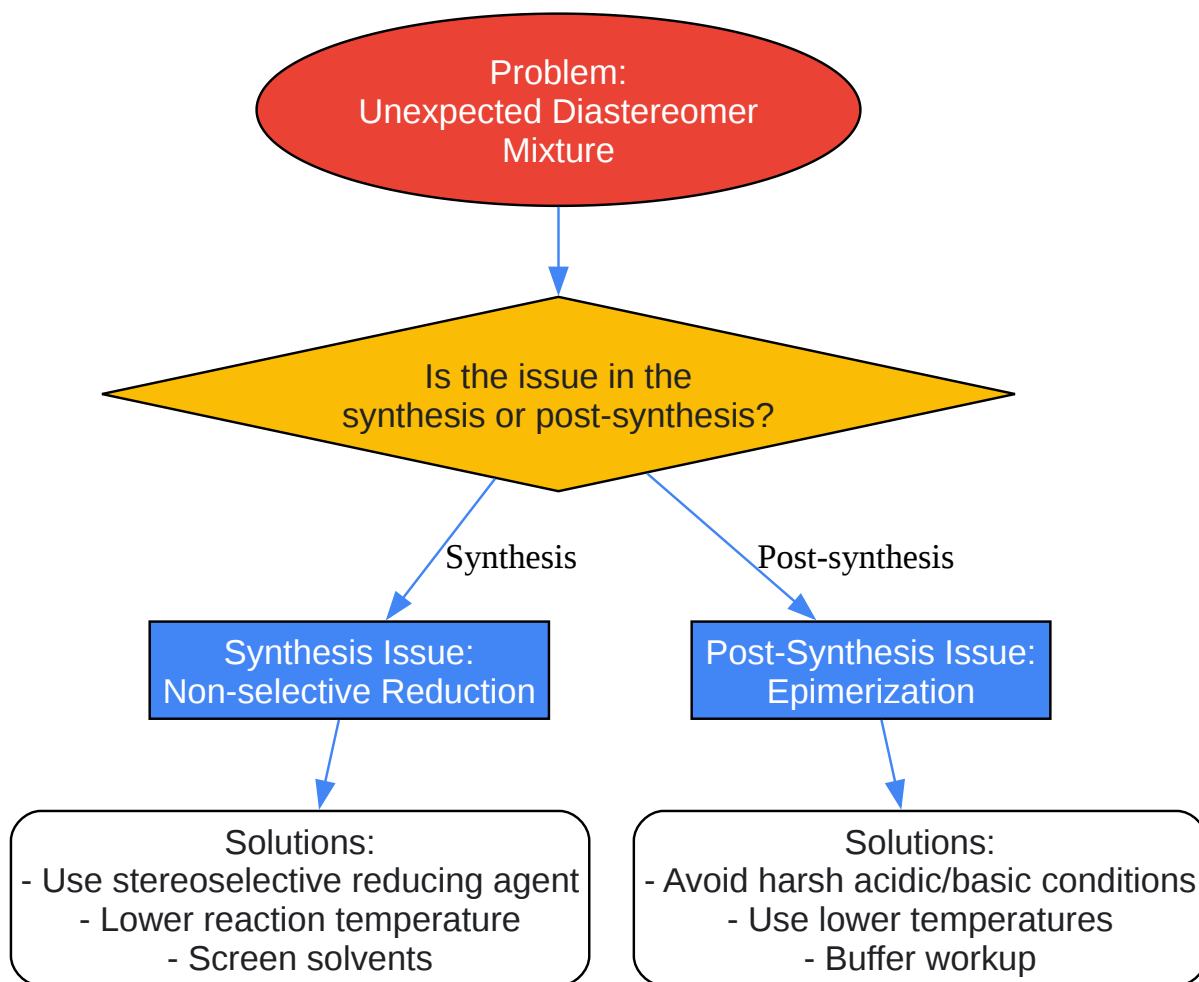 Problem:
Unexpected Diastereomer
Mixture
Is the issue in the
synthesis or post-synthesis?
Synthesis
Post-synthesis
Synthesis Issue:
Non-selective Reduction
Post-Synthesis Issue:
Epimerization
Solutions:
- Use stereoselective reducing agent
- Lower reaction temperature
- Screen solvents
Solutions:
- Avoid harsh acidic/basic conditions
- Use lower temperatures
- Buffer workup